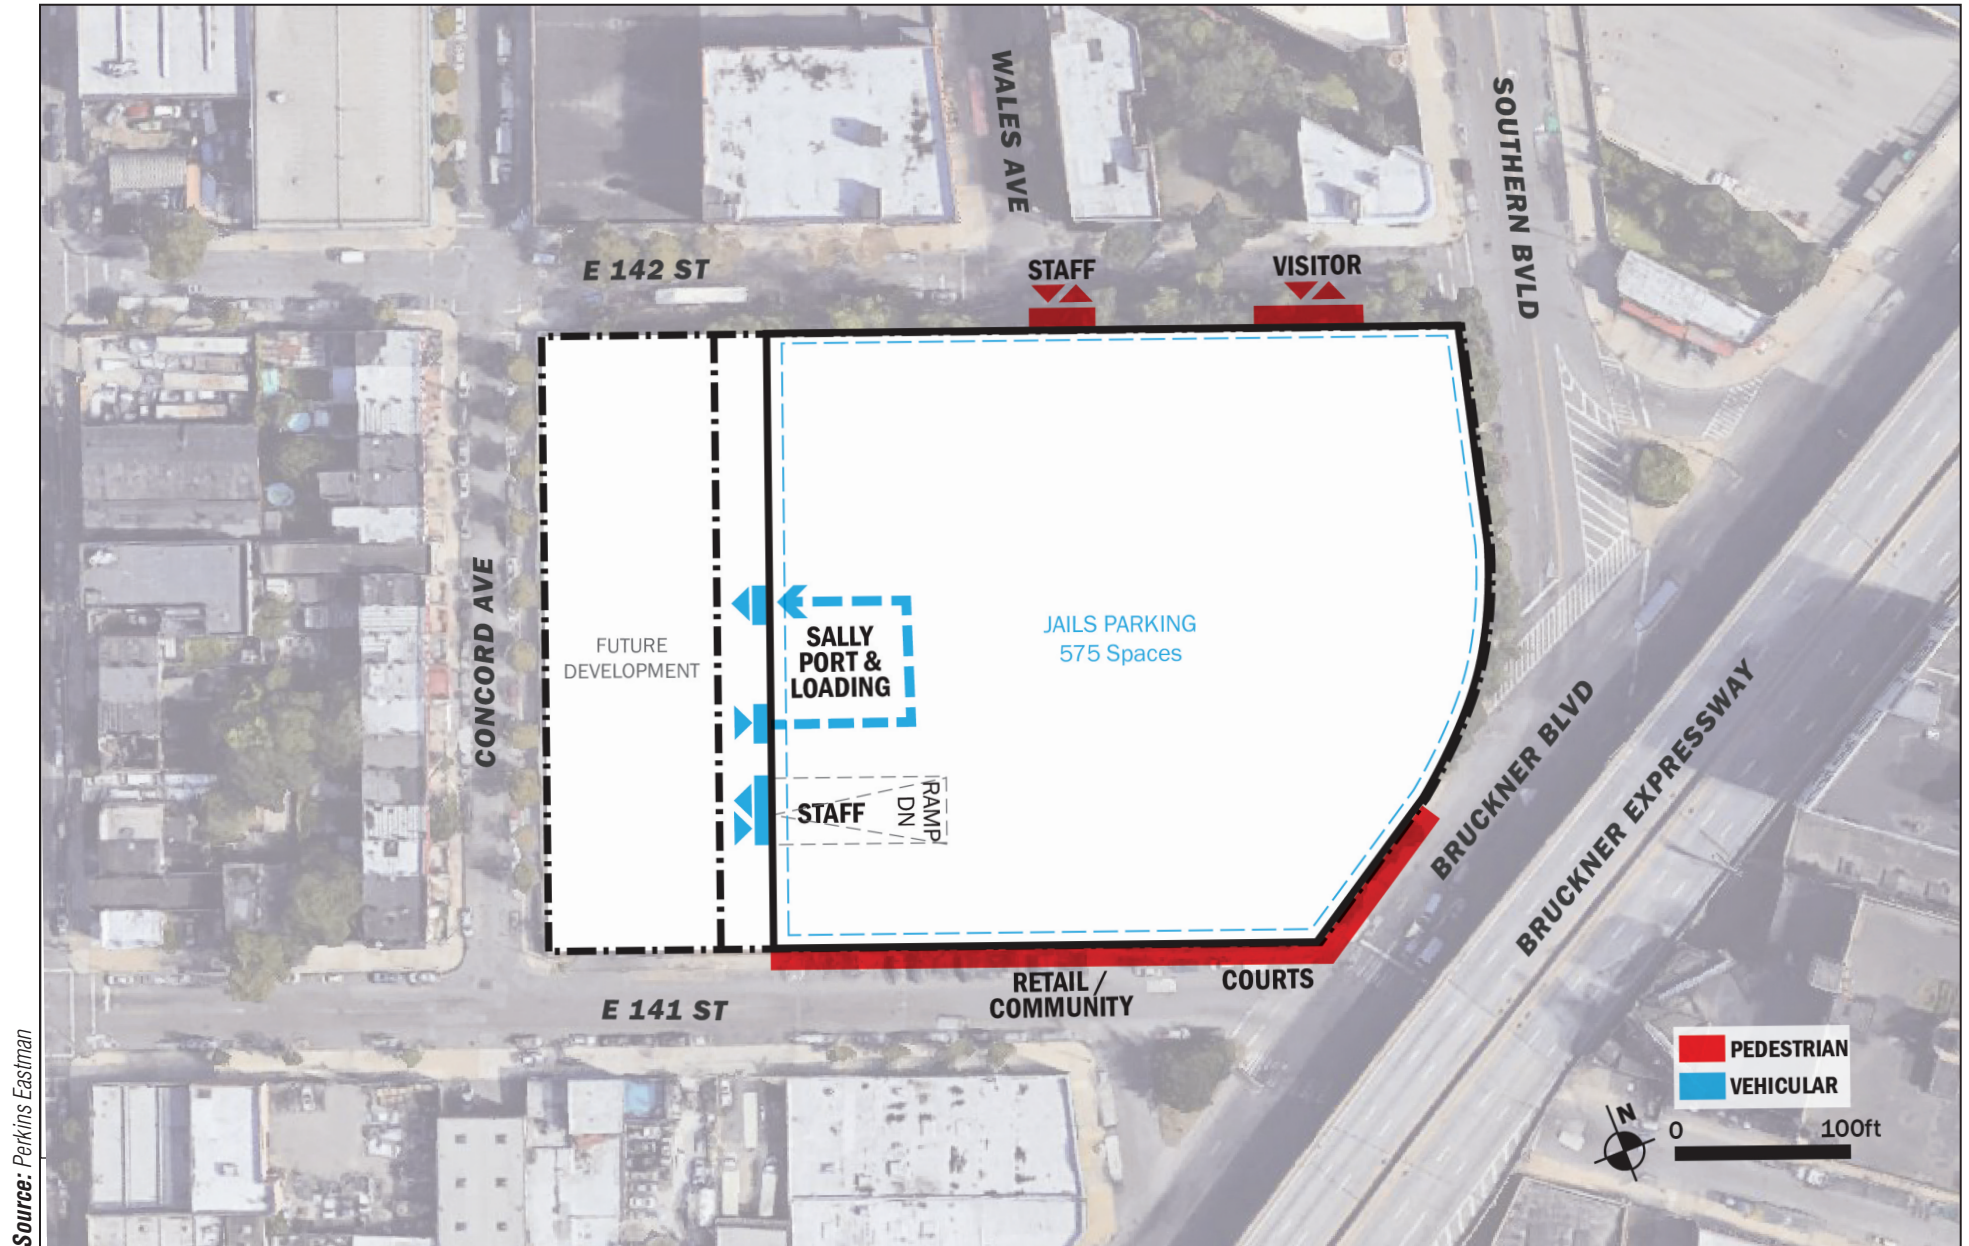 WALES AVE
SOUTHERN BVLD
E 142 ST
STAFF
VISITOR
CONCORD AVE
FUTURE
DEVELOPMENT
SALLY
PORT &
LOADING
JAILS PARKING
575 Spaces
STAFF
RAMP
DN
BRUCKNER BLVD
BRUCKNER EXPRESSWAY
RETAIL /
COMMUNITY
COURTS
E 141 ST
PEDESTRIAN
VEHICULAR
N
0
100ft
Source: Perkins Eastman